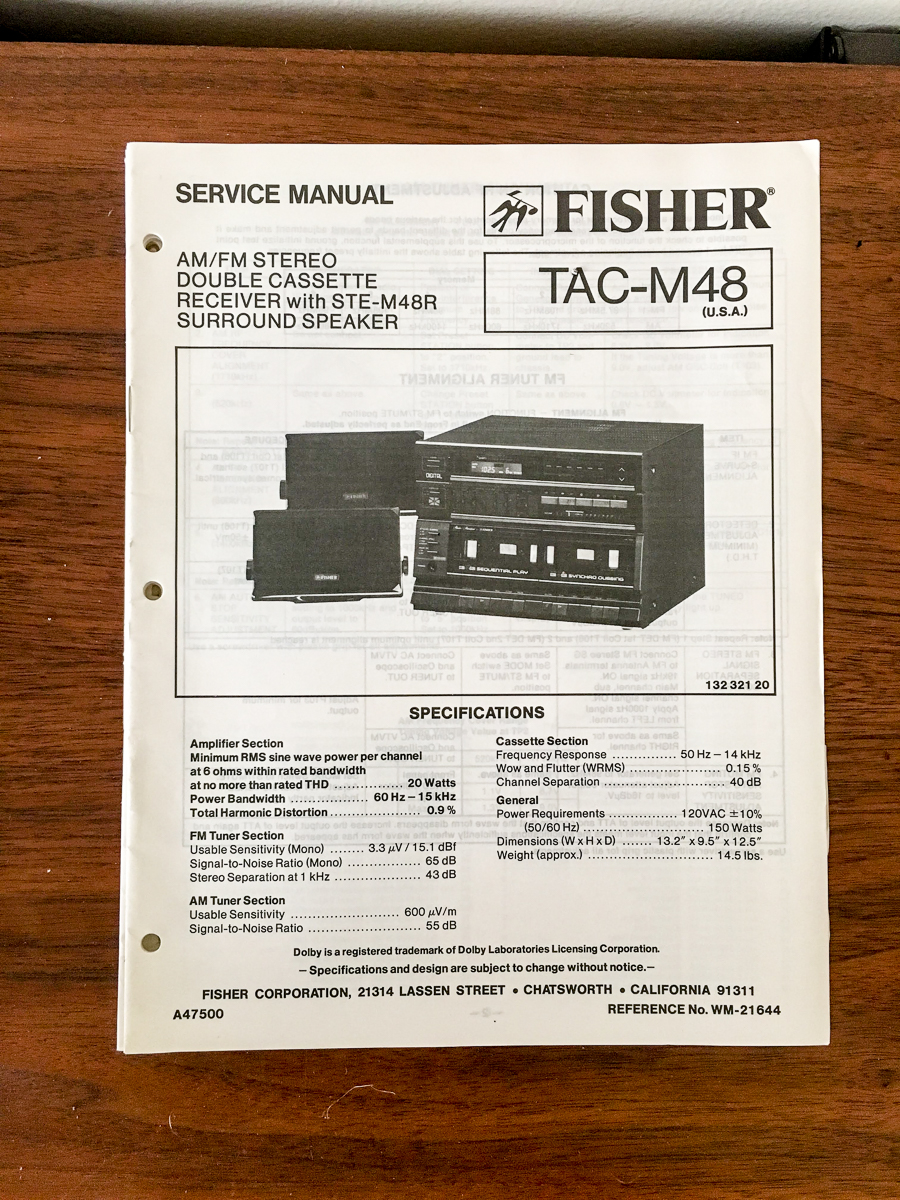 SERVICE MANUAL
FISHER®
AM/FM STEREO
DOUBLE CASSETTE
RECEIVER with STE-M48R
SURROUND SPEAKER
TAC-M48
(U.S.A.)
DIGITAL
FISHER
SEQUENTIAL PLAY
SYNCHRO DUBBING
132 321 20
SPECIFICATIONS
Amplifier Section
Minimum RMS sine wave power per channel
at 6 ohms within rated bandwidth
at no more than rated THD .................. 20 Watts
Power Bandwidth .................. 60 Hz – 15 kHz
Total Harmonic Distortion ..................... 0.9 %
FM Tuner Section
Usable Sensitivity (Mono) ........ 3.3 μV / 15.1 dBf
Signal-to-Noise Ratio (Mono) .................. 65 dB
Stereo Separation at 1 kHz .................... 43 dB
AM Tuner Section
Usable Sensitivity ......................... 600 μV/m
Signal-to-Noise Ratio .......................... 55 dB
Cassette Section
Frequency Response ............... 50 Hz – 14 kHz
Wow and Flutter (WRMS) ..................... 0.15 %
Channel Separation ............................ 40 dB
General
Power Requirements ................ 120VAC ±10%
(50/60 Hz) ............................. 150 Watts
Dimensions (W x H x D) ....... 13.2" x 9.5" x 12.5"
Weight (approx.) ............................. 14.5 lbs.
Dolby is a registered trademark of Dolby Laboratories Licensing Corporation.
– Specifications and design are subject to change without notice.–
FISHER CORPORATION, 21314 LASSEN STREET • CHATSWORTH • CALIFORNIA 91311
A47500
REFERENCE No. WM-21644